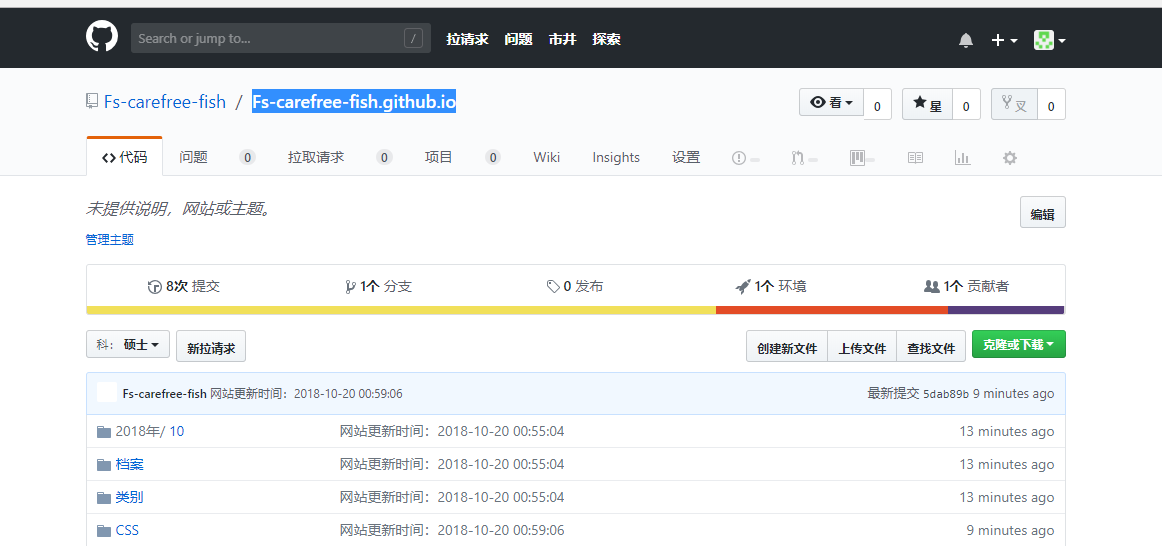 Search or jump to... / 拉请求 问题 市井 探索
Fs-carefree-fish / Fs-carefree-fish.github.io 看 0 星 0 叉 0
代码 问题 0 拉取请求 0 项目 0 Wiki Insights 设置
未提供说明，网站或主题。 编辑
管理主题
8次 提交 1个 分支 0 发布 1个 环境 1个 贡献者
科： 硕士 新拉请求 创建新文件 上传文件 查找文件 克隆或下载
Fs-carefree-fish 网站更新时间：2018-10-20 00:59:06 最新提交 5dab89b 9 minutes ago
2018年/ 10 网站更新时间：2018-10-20 00:55:04 13 minutes ago
档案 网站更新时间：2018-10-20 00:55:04 13 minutes ago
类别 网站更新时间：2018-10-20 00:55:04 13 minutes ago
CSS 网站更新时间：2018-10-20 00:59:06 9 minutes ago